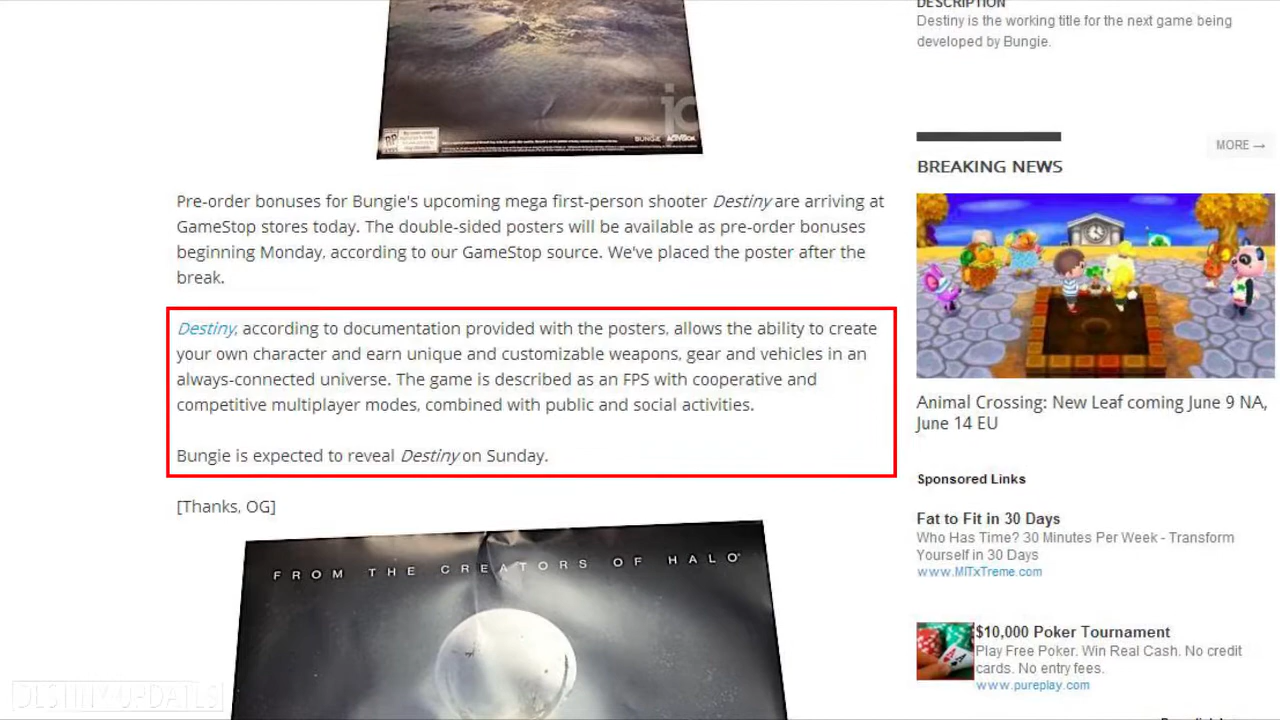 BUNGIE
ACTIVISION
Pre-order bonuses for Bungie's upcoming mega first-person shooter Destiny are arriving at
GameStop stores today. The double-sided posters will be available as pre-order bonuses
beginning Monday, according to our GameStop source. We've placed the poster after the
break.
Destiny, according to documentation provided with the posters, allows the ability to create
your own character and earn unique and customizable weapons, gear and vehicles in an
always-connected universe. The game is described as an FPS with cooperative and
competitive multiplayer modes, combined with public and social activities.
Bungie is expected to reveal Destiny on Sunday.
[Thanks, OG]
FROM THE CREATORS OF HALO
DESTINY UPDATES
DESCRIPTION
Destiny is the working title for the next game being
developed by Bungie.
MORE →
BREAKING NEWS
Animal Crossing: New Leaf coming June 9 NA,
June 14 EU
Sponsored Links
Fat to Fit in 30 Days
Who Has Time? 30 Minutes Per Week - Transform
Yourself in 30 Days
www.MITxTreme.com
$10,000 Poker Tournament
Play Free Poker. Win Real Cash. No credit
cards. No entry fees.
www.pureplay.com